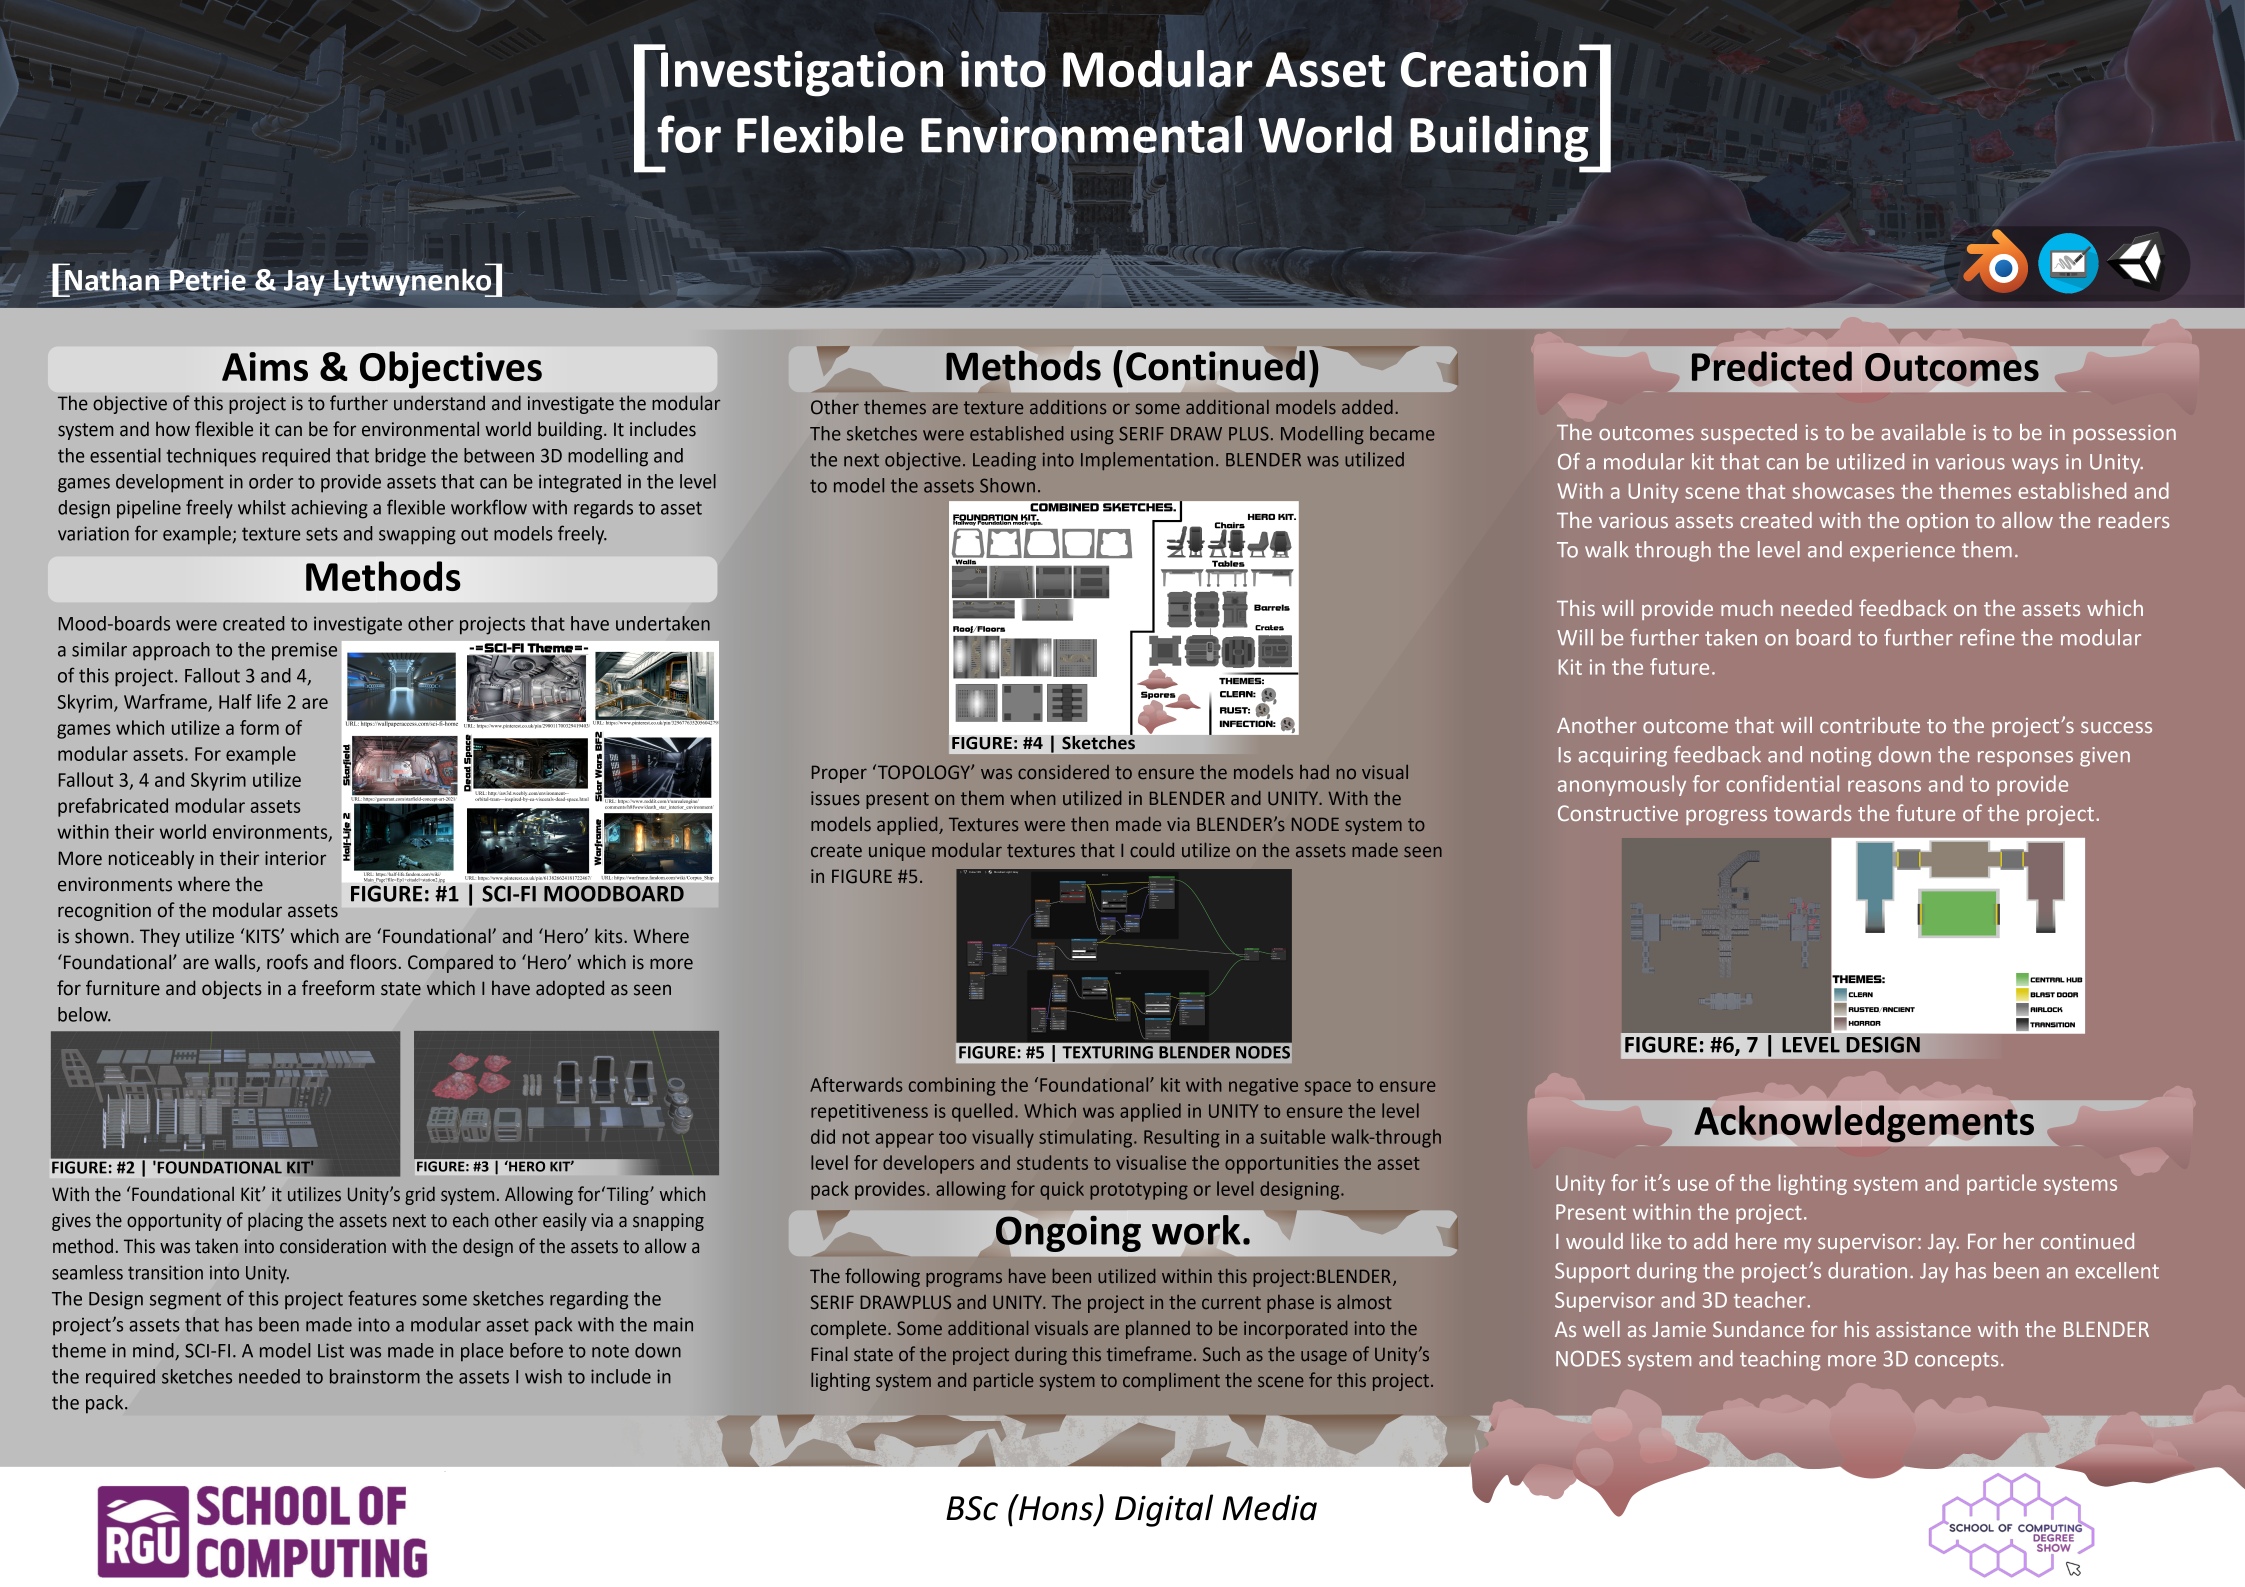 Investigation into Modular Asset Creation
for Flexible Environmental World Building
Nathan Petrie & Jay Lytwynenko
Aims & Objectives
The objective of this project is to further understand and investigate the modular
system and how flexible it can be for environmental world building. It includes
the essential techniques required that bridge the between 3D modelling and
games development in order to provide assets that can be integrated in the level
design pipeline freely whilst achieving a flexible workflow with regards to asset
variation for example; texture sets and swapping out models freely.
Methods
Mood-boards were created to investigate other projects that have undertaken
a similar approach to the premise
of this project. Fallout 3 and 4,
Skyrim, Warframe, Half life 2 are
games which utilize a form of
modular assets. For example
Fallout 3, 4 and Skyrim utilize
prefabricated modular assets
within their world environments,
More noticeably in their interior
environments where the
recognition of the modular assets
is shown. They utilize ‘KITS’ which are ‘Foundational’ and ‘Hero’ kits. Where
‘Foundational’ are walls, roofs and floors. Compared to ‘Hero’ which is more
for furniture and objects in a freeform state which I have adopted as seen
below.
-=SCI-FI Theme=-
Starfield
Dead Space
Star Wars BF2
Half-Life 2
Warframe
FIGURE: #1 | SCI-FI MOODBOARD
FIGURE: #2 | 'FOUNDATIONAL KIT'
FIGURE: #3 | ‘HERO KIT’
With the ‘Foundational Kit’ it utilizes Unity’s grid system. Allowing for‘Tiling’ which
gives the opportunity of placing the assets next to each other easily via a snapping
method. This was taken into consideration with the design of the assets to allow a
seamless transition into Unity.
The Design segment of this project features some sketches regarding the
project’s assets that has been made into a modular asset pack with the main
theme in mind, SCI-FI. A model List was made in place before to note down
the required sketches needed to brainstorm the assets I wish to include in
the pack.
Methods (Continued)
Other themes are texture additions or some additional models added.
The sketches were established using SERIF DRAW PLUS. Modelling became
the next objective. Leading into Implementation. BLENDER was utilized
to model the assets Shown.
COMBINED SKETCHES.
FOUNDATION KIT.
Hallway Foundation mock-ups.
Walls
Roof/Floors
HERO KIT.
Chairs
Tables
Barrels
Crates
Spores
THEMES:
CLEAN:
RUST:
INFECTION:
FIGURE: #4 | Sketches
Proper ‘TOPOLOGY’ was considered to ensure the models had no visual
issues present on them when utilized in BLENDER and UNITY. With the
models applied, Textures were then made via BLENDER’s NODE system to
create unique modular textures that I could utilize on the assets made seen
in FIGURE #5.
FIGURE: #5 | TEXTURING BLENDER NODES
Afterwards combining the ‘Foundational’ kit with negative space to ensure
repetitiveness is quelled. Which was applied in UNITY to ensure the level
did not appear too visually stimulating. Resulting in a suitable walk-through
level for developers and students to visualise the opportunities the asset
pack provides. allowing for quick prototyping or level designing.
Ongoing work.
The following programs have been utilized within this project:BLENDER,
SERIF DRAWPLUS and UNITY. The project in the current phase is almost
complete. Some additional visuals are planned to be incorporated into the
Final state of the project during this timeframe. Such as the usage of Unity’s
lighting system and particle system to compliment the scene for this project.
Predicted Outcomes
The outcomes suspected is to be available is to be in possession
Of a modular kit that can be utilized in various ways in Unity.
With a Unity scene that showcases the themes established and
The various assets created with the option to allow the readers
To walk through the level and experience them.
This will provide much needed feedback on the assets which
Will be further taken on board to further refine the modular
Kit in the future.
Another outcome that will contribute to the project’s success
Is acquiring feedback and noting down the responses given
anonymously for confidential reasons and to provide
Constructive progress towards the future of the project.
THEMES:
CLEAN
RUSTED/ANCIENT
HORROR
CENTRAL HUB
BLAST DOOR
AIRLOCK
TRANSITION
FIGURE: #6, 7 | LEVEL DESIGN
Acknowledgements
Unity for it’s use of the lighting system and particle systems
Present within the project.
I would like to add here my supervisor: Jay. For her continued
Support during the project’s duration. Jay has been an excellent
Supervisor and 3D teacher.
As well as Jamie Sundance for his assistance with the BLENDER
NODES system and teaching more 3D concepts.
RGU
SCHOOL OF
COMPUTING
BSc (Hons) Digital Media
SCHOOL OF COMPUTING
DEGREE
SHOW